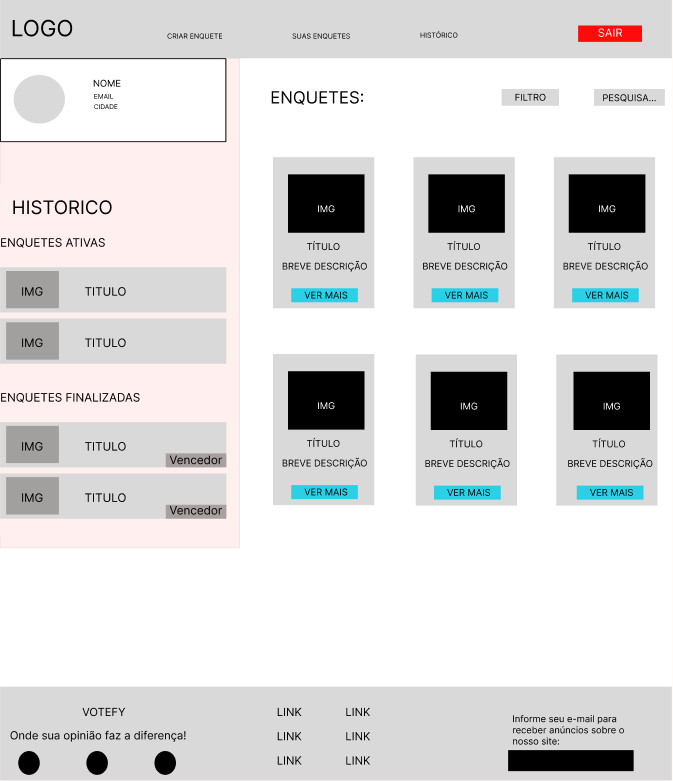 LOGO
CRIAR ENQUETE
SUAS ENQUETES
HISTÓRICO
SAIR
NOME
EMAIL
CIDADE
HISTORICO
ENQUETES ATIVAS
IMG
TITULO
IMG
TITULO
ENQUETES FINALIZADAS
IMG
TITULO
Vencedor
IMG
TITULO
Vencedor
ENQUETES:
FILTRO
PESQUISA...
IMG
TÍTULO
BREVE DESCRIÇÃO
VER MAIS
IMG
TÍTULO
BREVE DESCRIÇÃO
VER MAIS
IMG
TÍTULO
BREVE DESCRIÇÃO
VER MAIS
IMG
TÍTULO
BREVE DESCRIÇÃO
VER MAIS
IMG
TÍTULO
BREVE DESCRIÇÃO
VER MAIS
IMG
TÍTULO
BREVE DESCRIÇÃO
VER MAIS
VOTEFY
Onde sua opinião faz a diferença!
LINK
LINK
LINK
LINK
LINK
LINK
Informe seu e-mail para
receber anúncios sobre o
nosso site: